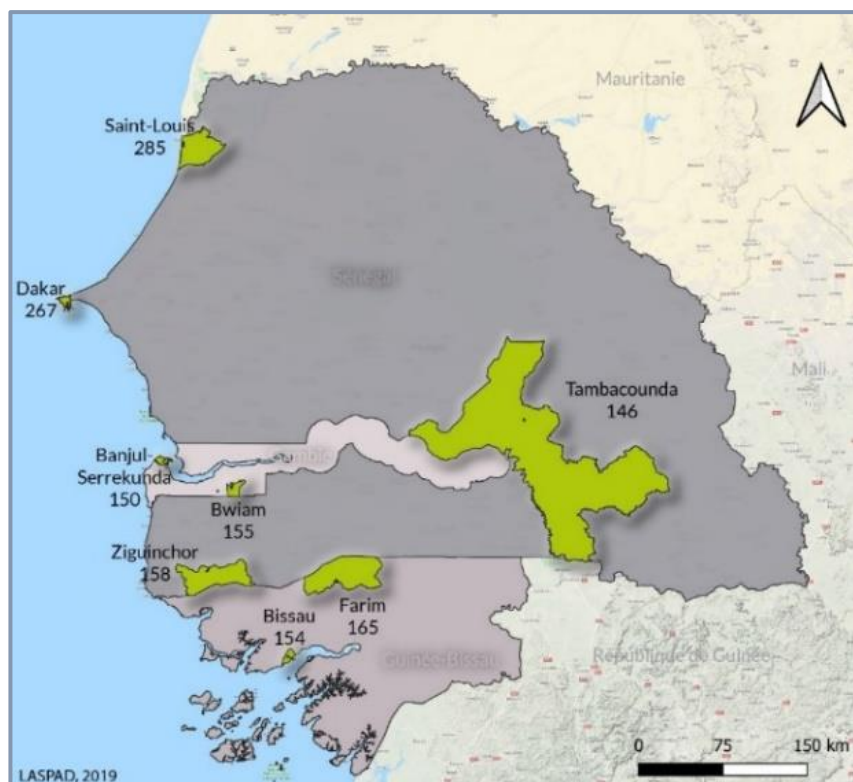 Mauritanie
Saint-Louis
285
Sénégal
Dakar
267
Mali
Tambacounda
146
Gambie
Banjul-
Serrekunda
150
Bwiam
155
Ziguinchor
158
Farim
165
Bissau
154
Guinée-Bissau
République de Guinée
0 75 150 km
LASPAD, 2019